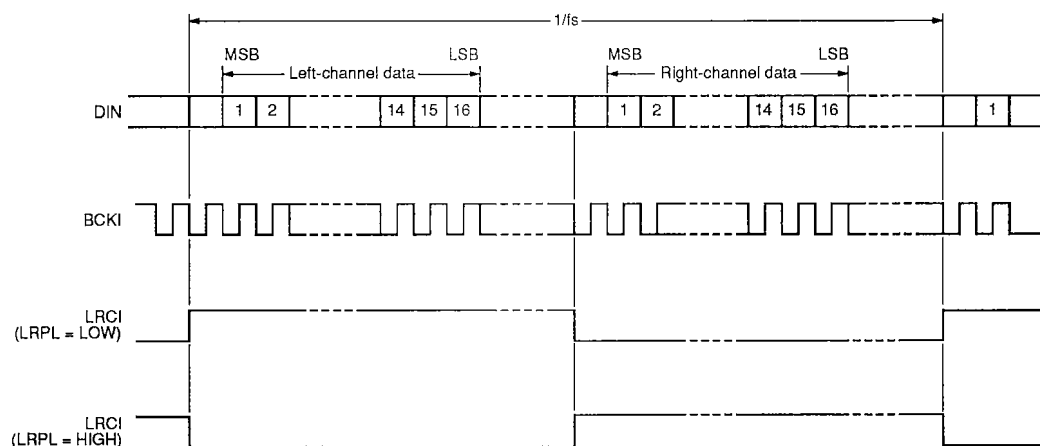 1/fs
MSB LSB MSB LSB
Left-channel data Right-channel data
DIN 1 2 14 15 16 1 2 14 15 16 1
BCKI
LRCI
(LRPL = LOW)
LRCI
(LRPL = HIGH)